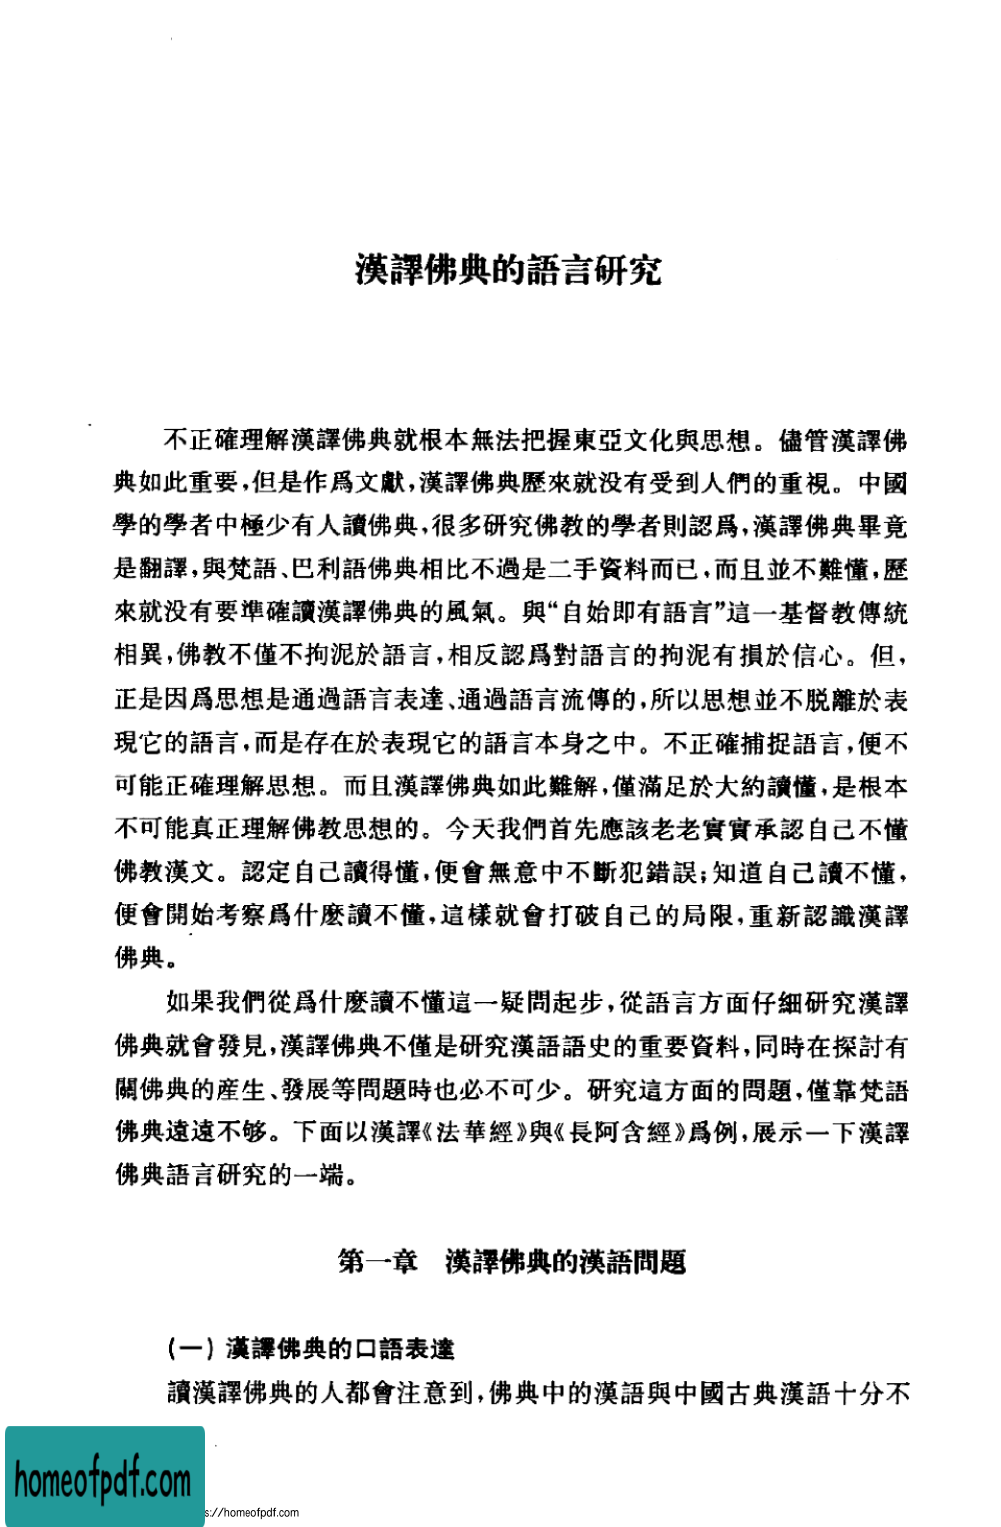 漢譯佛典的語言研究
不正確理解漢譯佛典就根本無法把握東亞文化與思想。儘管漢譯佛
典如此重要，但是作爲文獻，漢譯佛典歷來就没有受到人們的重視。中國
學的學者中極少有人讀佛典，很多研究佛教的學者則認爲，漢譯佛典畢竟
是翻譯，與梵語、巴利語佛典相比不過是二手資料而已，而且並不難懂，歷
來就没有要準確讀漢譯佛典的風氣。與“自始即有語言”這一基督教傳統
相異，佛教不僅不拘泥於語言，相反認爲對語言的拘泥有損於信心。但，
正是因爲思想是通過語言表達、通過語言流傳的，所以思想並不脱離於表
現它的語言，而是存在於表現它的語言本身之中。不正確捕捉語言，便不
可能正確理解思想。而且漢譯佛典如此難解，僅滿足於大約讀懂，是根本
不可能真正理解佛教思想的。今天我們首先應該老老實實承認自己不懂
佛教漢文。認定自己讀得懂，便會無意中不斷犯錯誤；知道自己讀不懂，
便會開始考察爲什麽讀不懂，這樣就會打破自己的局限，重新認識漢譯
佛典。
如果我們從爲什麽讀不懂這一疑問起步，從語言方面仔細研究漢譯
佛典就會發見，漢譯佛典不僅是研究漢語語史的重要資料，同時在探討有
關佛典的産生、發展等問題時也必不可少。研究這方面的問題，僅靠梵語
佛典遠遠不够。下面以漢譯《法華經》與《長阿含經》爲例，展示一下漢譯
佛典語言研究的一端。
第一章　漢譯佛典的漢語問題
(一) 漢譯佛典的口語表達
讀漢譯佛典的人都會注意到，佛典中的漢語與中國古典漢語十分不
homeofpdf.com
s://homeofpdf.com